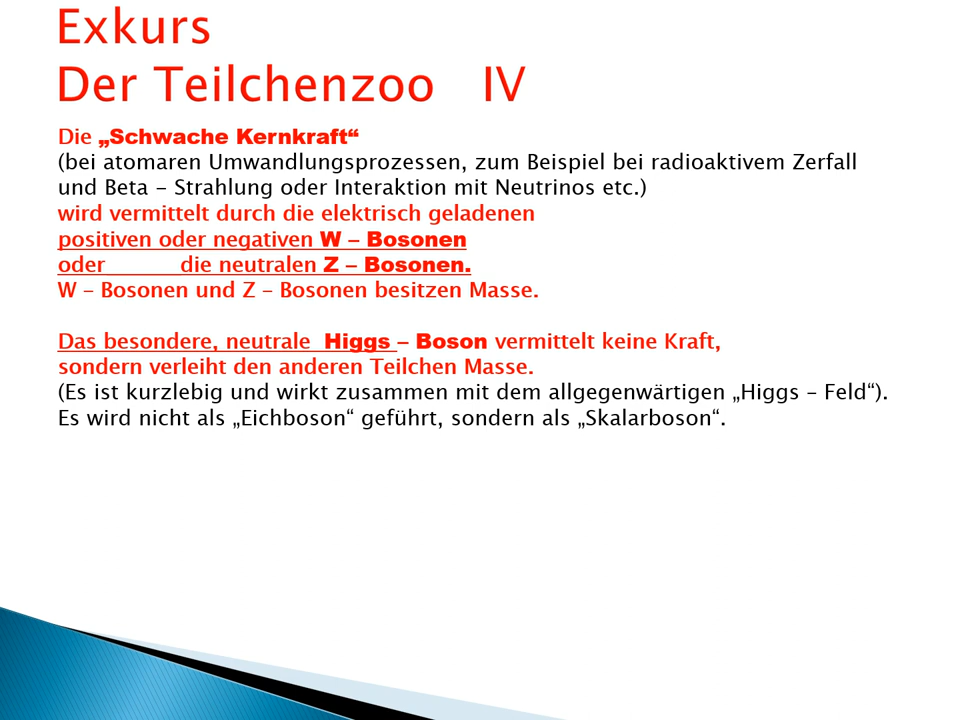 Exkurs
Der Teilchenzoo IV
Die „Schwache Kernkraft“
(bei atomaren Umwandlungsprozessen, zum Beispiel bei radioaktivem Zerfall
und Beta - Strahlung oder Interaktion mit Neutrinos etc.)
wird vermittelt durch die elektrisch geladenen
positiven oder negativen W – Bosonen
oder die neutralen Z – Bosonen.
W - Bosonen und Z - Bosonen besitzen Masse.
Das besondere, neutrale Higgs – Boson vermittelt keine Kraft,
sondern verleiht den anderen Teilchen Masse.
(Es ist kurzlebig und wirkt zusammen mit dem allgegenwärtigen „Higgs – Feld“).
Es wird nicht als „Eichboson“ geführt, sondern als „Skalarboson“.